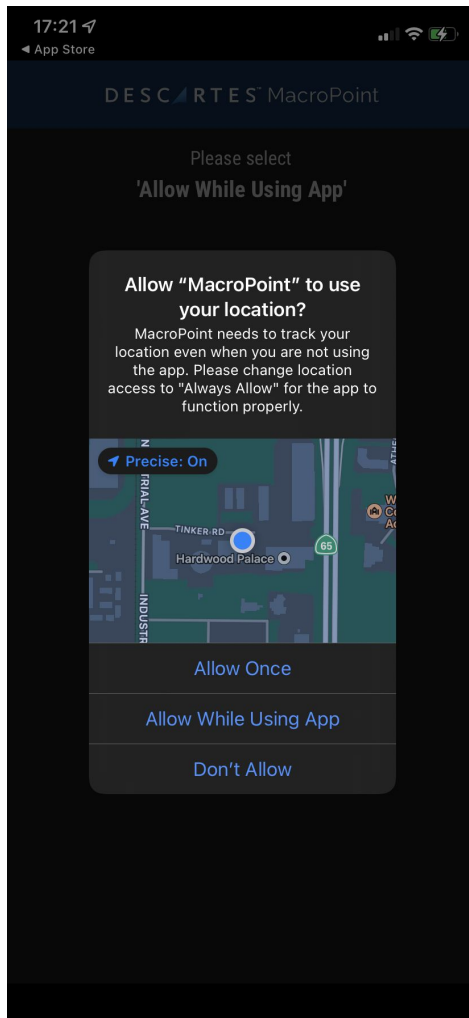 17:21
◀ App Store
DESCARTES™ MacroPoint
Please select
'Allow While Using App'
Allow “MacroPoint” to use
your location?
MacroPoint needs to track your
location even when you are not using
the app. Please change location
access to "Always Allow" for the app to
function properly.
Precise: On
TRIAL AVE
TINKER RD
65
Hardwood Palace
Allow Once
Allow While Using App
Don’t Allow